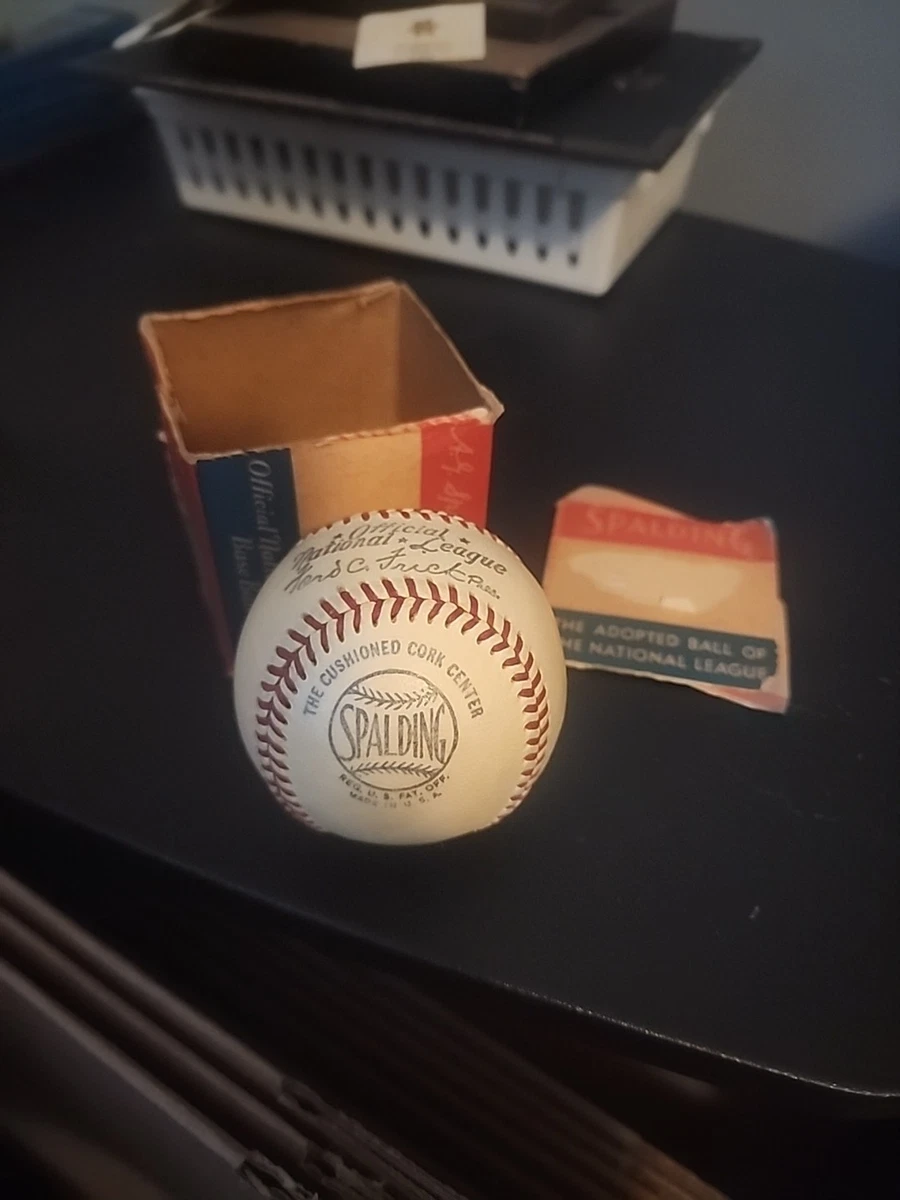 Official
SPALDING
THE ADOPTED BALL OF
THE NATIONAL LEAGUE
Official
National ★ League
Ford C. Frick Pres.
THE CUSHIONED CORK CENTER
SPALDING
REG. U. S. PAT. OFF.
MADE IN U. S. A.